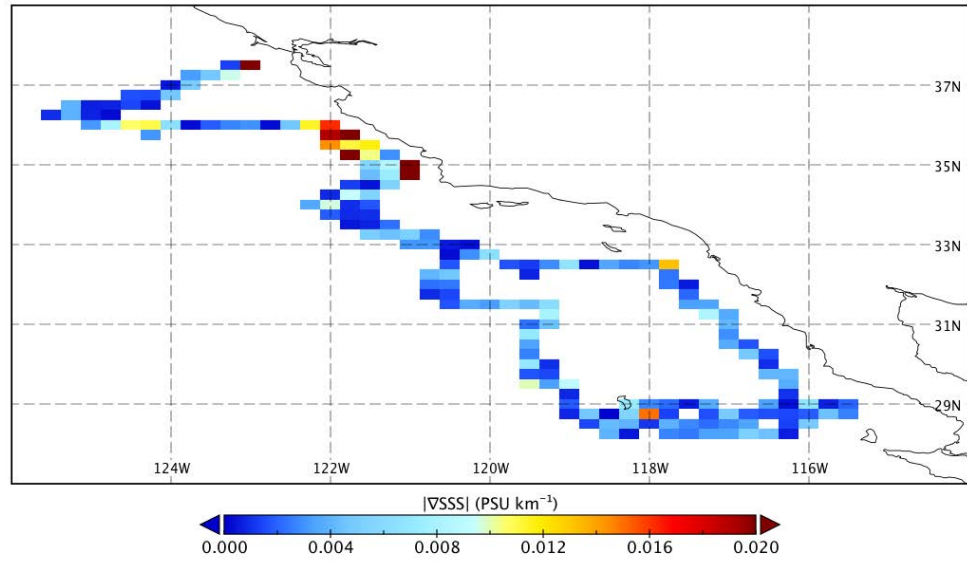 37N
35N
33N
31N
29N
124W 122W 120W 118W 116W
|∇SSS| (PSU km⁻¹)
0.000 0.004 0.008 0.012 0.016 0.020